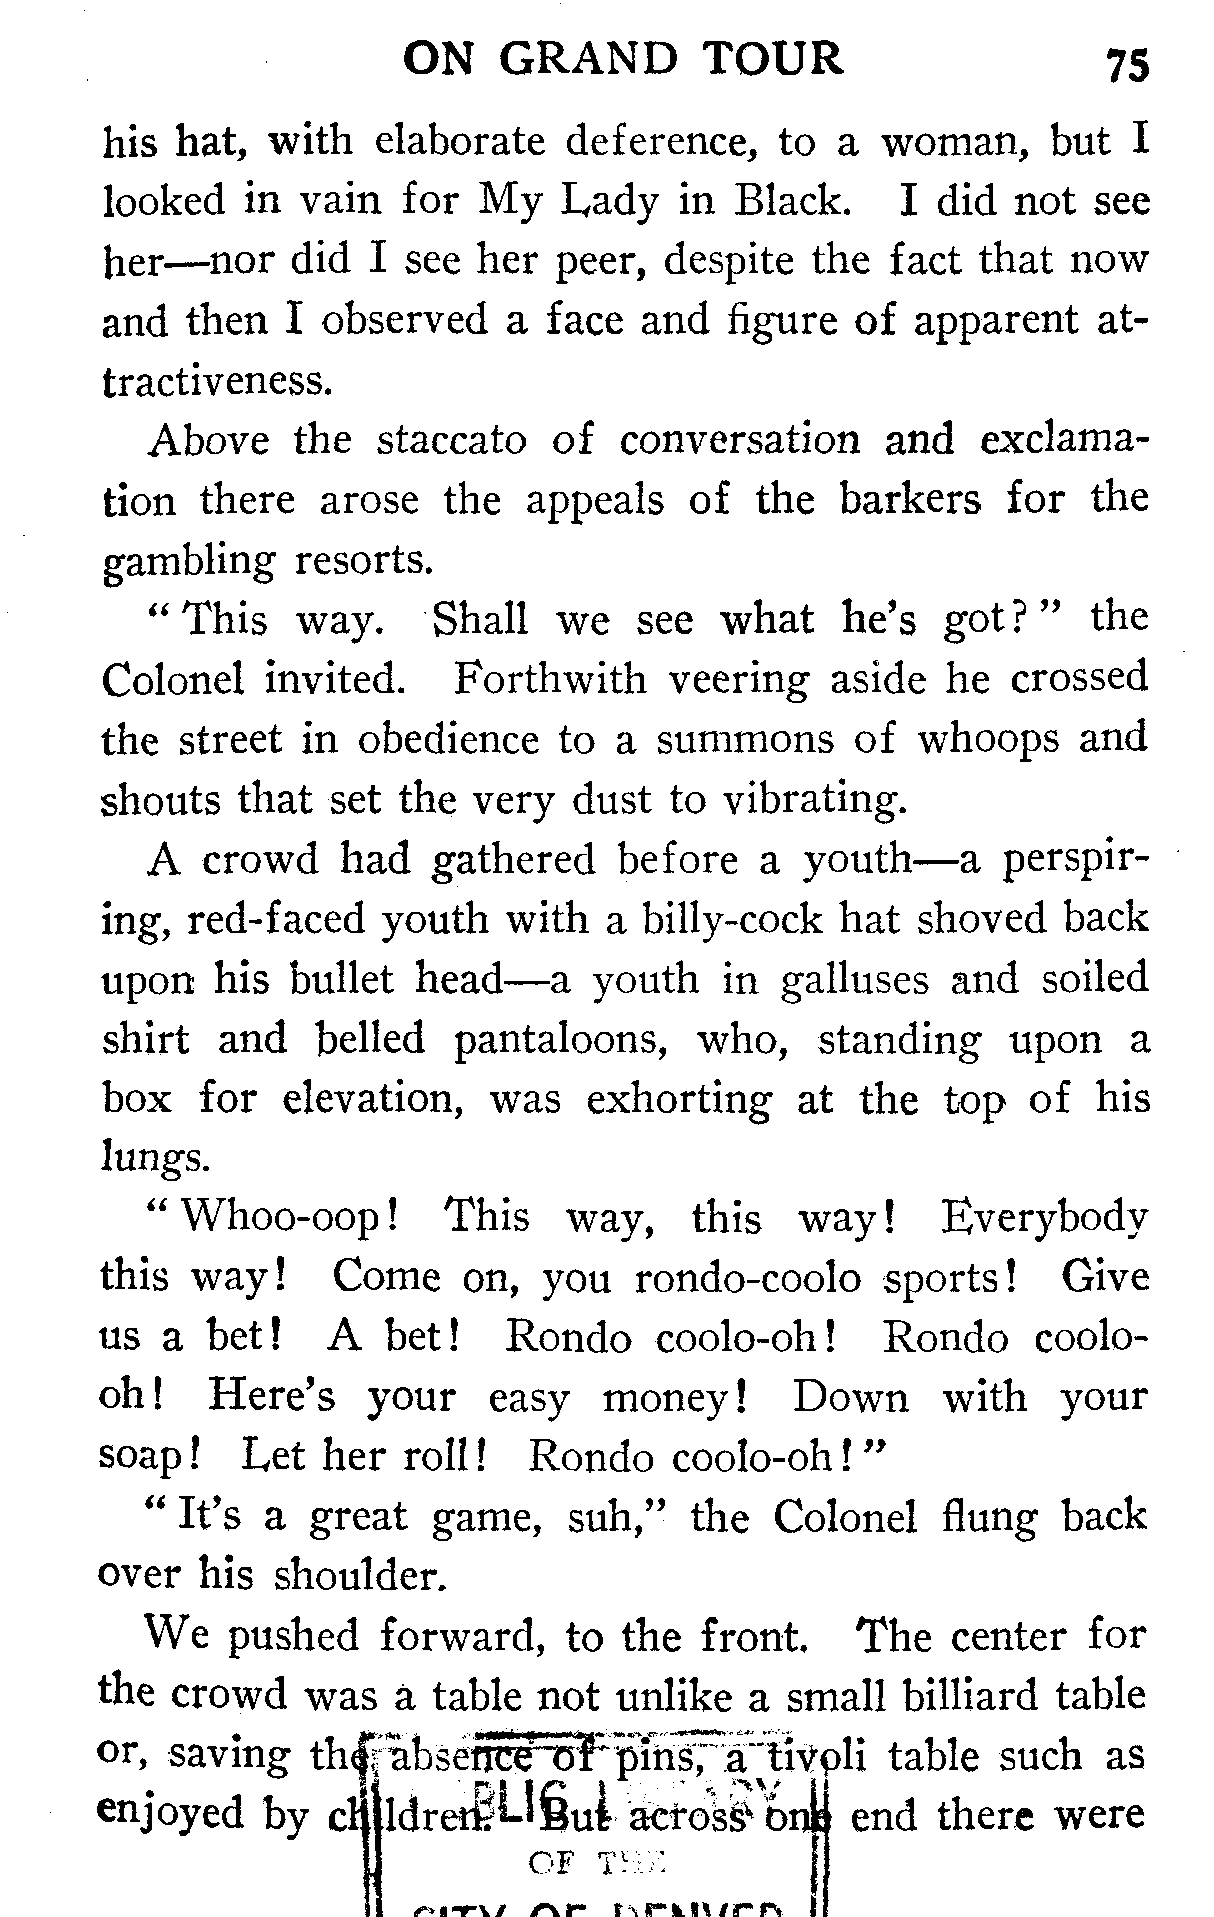 ON GRAND TOUR 75
his hat, with elaborate deference, to a woman, but I
looked in vain for My Lady in Black. I did not see
her—nor did I see her peer, despite the fact that now
and then I observed a face and figure of apparent at-
tractiveness.
Above the staccato of conversation and exclama-
tion there arose the appeals of the barkers for the
gambling resorts.
“This way. Shall we see what he’s got?” the
Colonel invited. Forthwith veering aside he crossed
the street in obedience to a summons of whoops and
shouts that set the very dust to vibrating.
A crowd had gathered before a youth—a perspir-
ing, red-faced youth with a billy-cock hat shoved back
upon his bullet head—a youth in galluses and soiled
shirt and belled pantaloons, who, standing upon a
box for elevation, was exhorting at the top of his
lungs.
“Whoo-oop! This way, this way! Everybody
this way! Come on, you rondo-coolo sports! Give
us a bet! A bet! Rondo coolo-oh! Rondo coolo-
oh! Here’s your easy money! Down with your
soap! Let her roll! Rondo coolo-oh!”
“It’s a great game, suh,” the Colonel flung back
over his shoulder.
We pushed forward, to the front. The center for
the crowd was a table not unlike a small billiard table
or, saving the absence of pins, a tivoli table such as
enjoyed by children. But across one end there were
OF THE
CITY OF DENVER